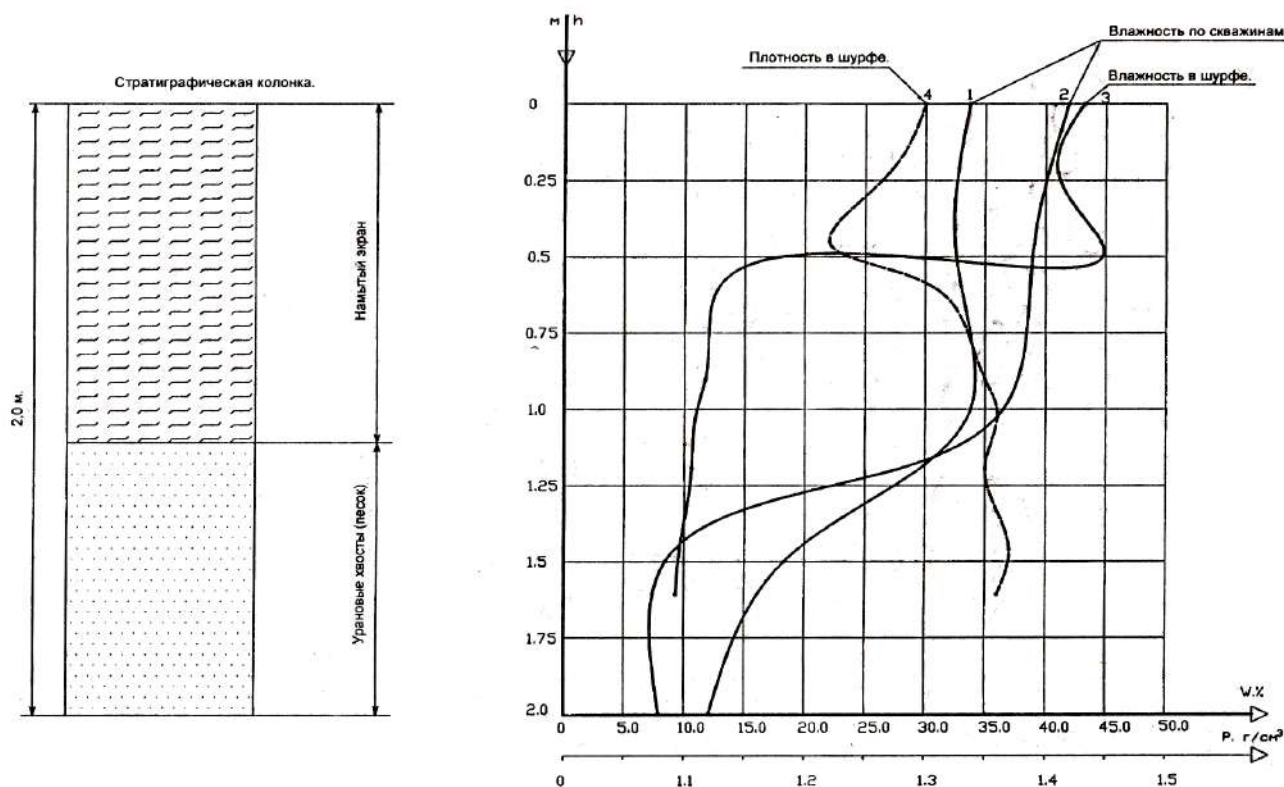 Стратиграфическая колонка.
2.0 м.
Намытый экран
Урановые хвосты (песок)
м h
Плотность в шурфе.
Влажность по скважинам
Влажность в шурфе.
4 1 2 3
0
0.25
0.5
0.75
1.0
1.25
1.5
1.75
2.0
W.%
5.0 10.0 15.0 20.0 25.0 30.0 35.0 40.0 45.0 50.0
Р. г/см³
0 1.1 1.2 1.3 1.4 1.5